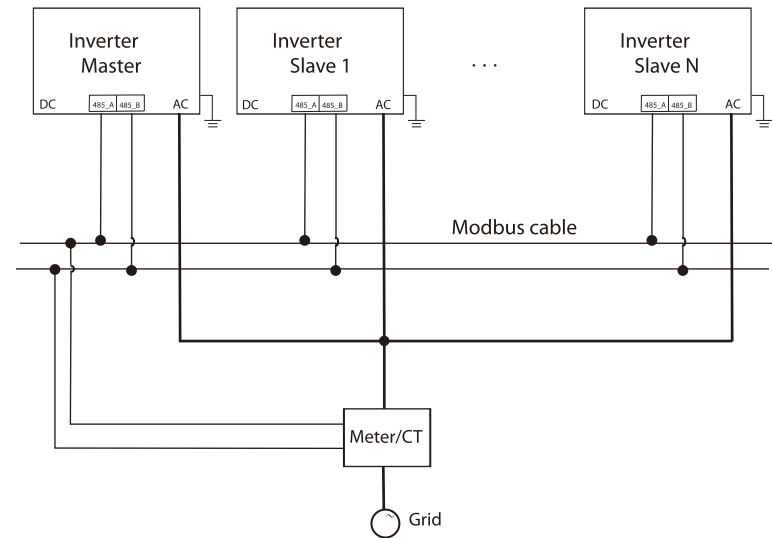 Inverter
Master
DC
485_A
485_B
AC
Inverter
Slave 1
DC
485_A
485_B
AC
. . .
Inverter
Slave N
DC
485_A
485_B
AC
Modbus cable
Meter/CT
~
Grid